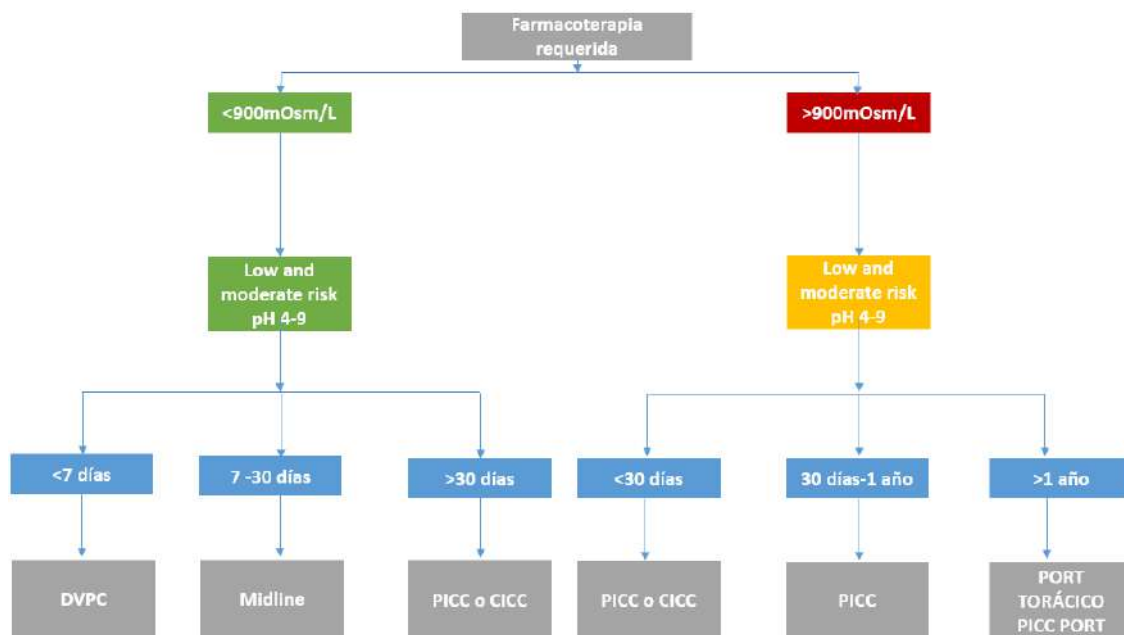 Farmacoterapia
requerida
<900mOsm/L
>900mOsm/L
Low and
moderate risk
pH 4-9
Low and
moderate risk
pH 4-9
<7 días
7 -30 días
>30 días
<30 días
30 días-1 año
>1 año
DVPC
Midline
PICC o CICC
PICC o CICC
PICC
PORT
TORÁCICO
PICC PORT